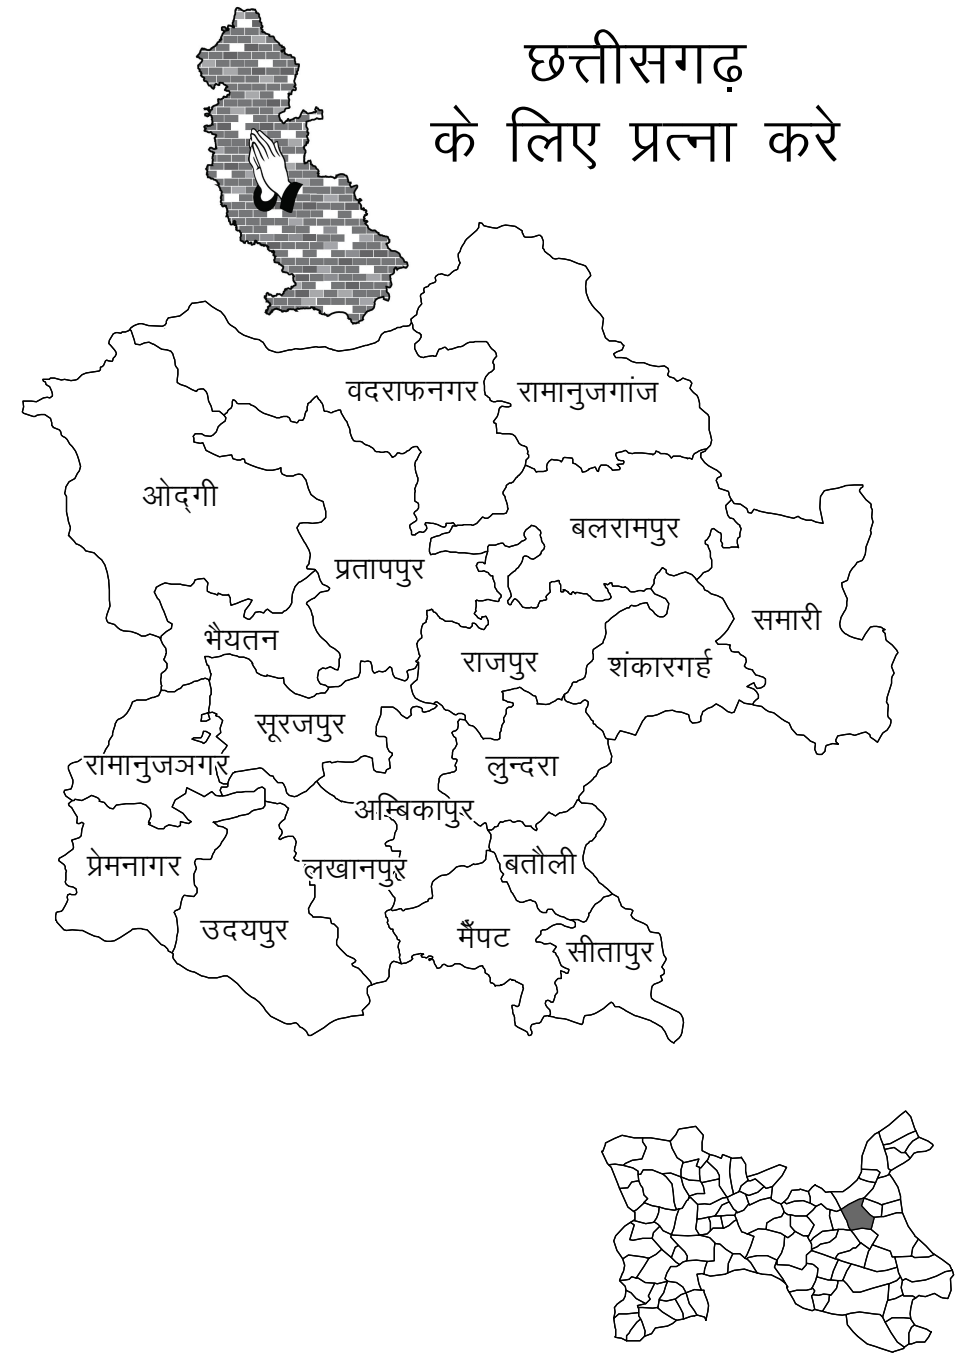 छत्तीसगढ़
के लिए प्रत्ना करे
वदराफनगर
रामानुजगांज
ओद्गी
बलरामपुर
प्रतापपुर
समारी
भैयतन
राजपुर
शंकारगर्ह
सूरजपुर
रामानुजञगर
लुन्दरा
अम्बिकापुर
प्रेमनागर
लखानपुर
बतौली
उदयपुर
मैंपट
सीतापुर